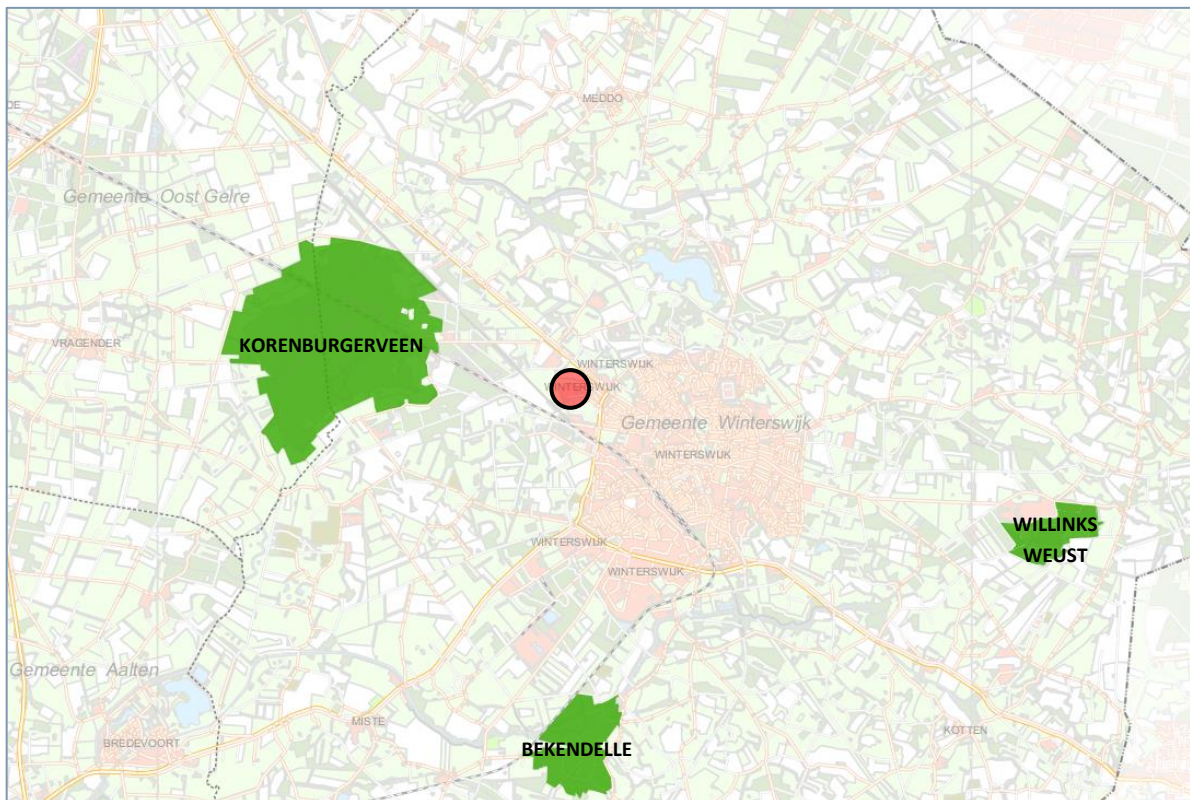 MEDDO
DE
Gemeente Oost Gelre
KORENBURGERVEEN
VRAGENDER
WINTERSWIJK
WINTERSWIJK
Gemeente Winterswijk
WINTERSWIJK
WILLINKS
WEUST
WINTERSWIJK
WINTERSWIJK
Gemeente Aalten
MISTE
KOTTEN
BREDEVOORT
BEKENDELLE